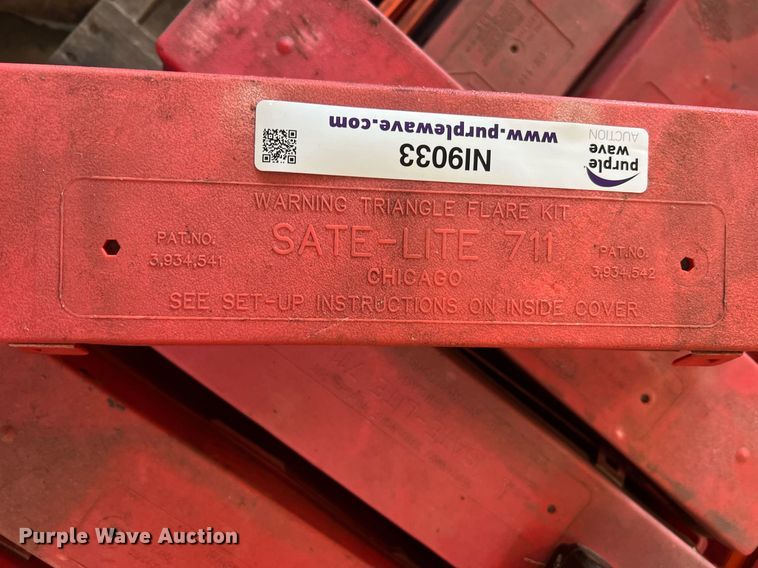 purple
wave
AUCTION
NI9033
www.purplewave.com
WARNING TRIANGLE FLARE KIT
SATE-LITE 711
CHICAGO
PAT.NO.
3,934,541
PAT.NO.
3,934,542
SEE SET-UP INSTRUCTIONS ON INSIDE COVER
Purple Wave Auction